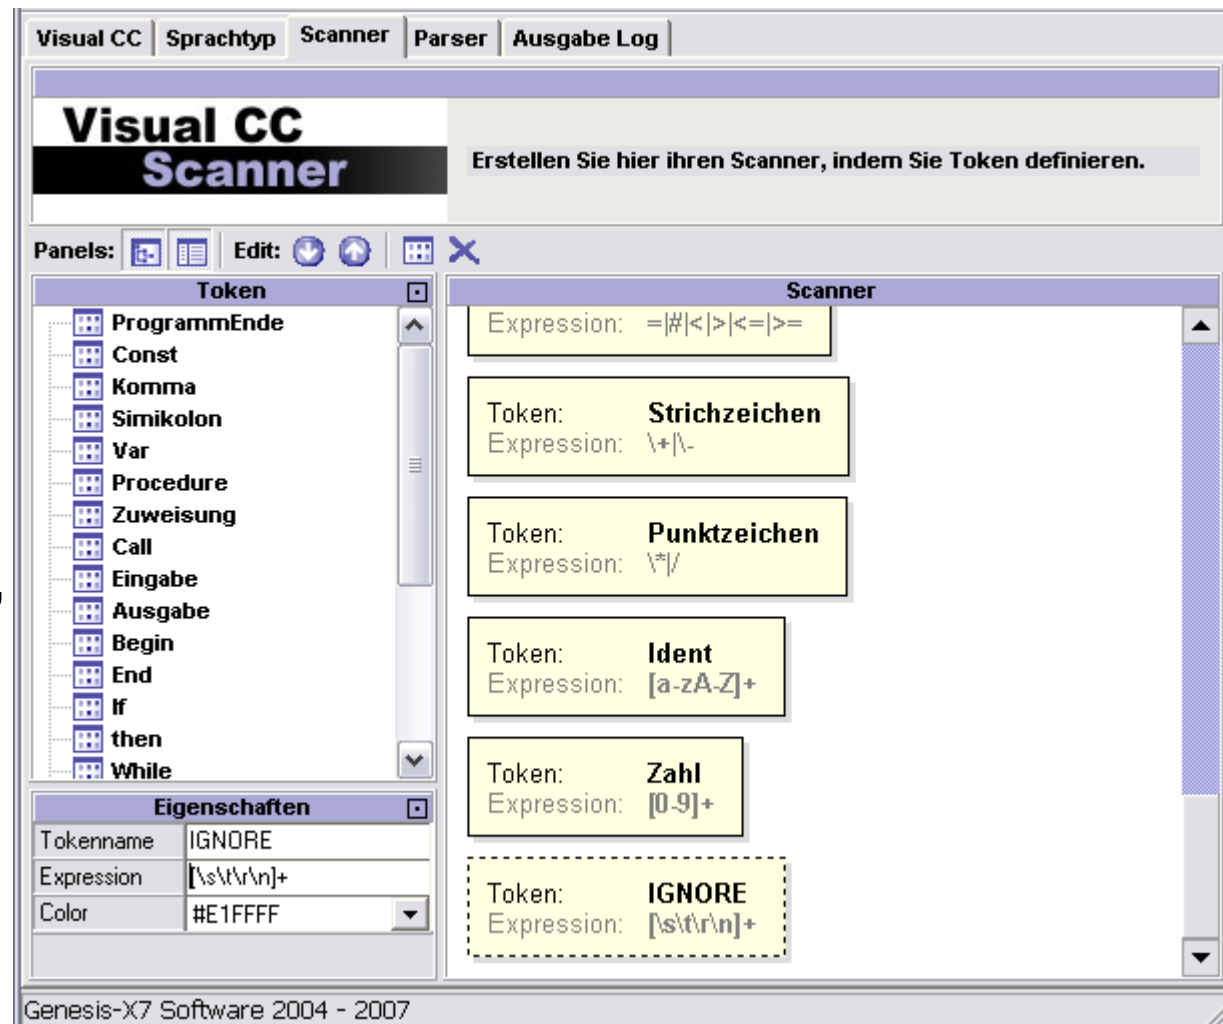 Visual CC Sprachtyp Scanner Parser Ausgabe Log
Visual CC
Scanner
Erstellen Sie hier ihren Scanner, indem Sie Token definieren.
Panels: Edit:
Token
ProgrammEnde
Const
Komma
Simikolon
Var
Procedure
Zuweisung
Call
Eingabe
Ausgabe
Begin
End
If
then
While
Eigenschaften
Tokenname IGNORE
Expression [\s\t\r\n]+
Color #E1FFFF
Scanner
Expression: =|#|<|>|<=|>=
Token: Strichzeichen
Expression: \+|\-
Token: Punktzeichen
Expression: \*|/
Token: Ident
Expression: [a-zA-Z]+
Token: Zahl
Expression: [0-9]+
Token: IGNORE
Expression: [\s\t\r\n]+
Genesis-X7 Software 2004 - 2007